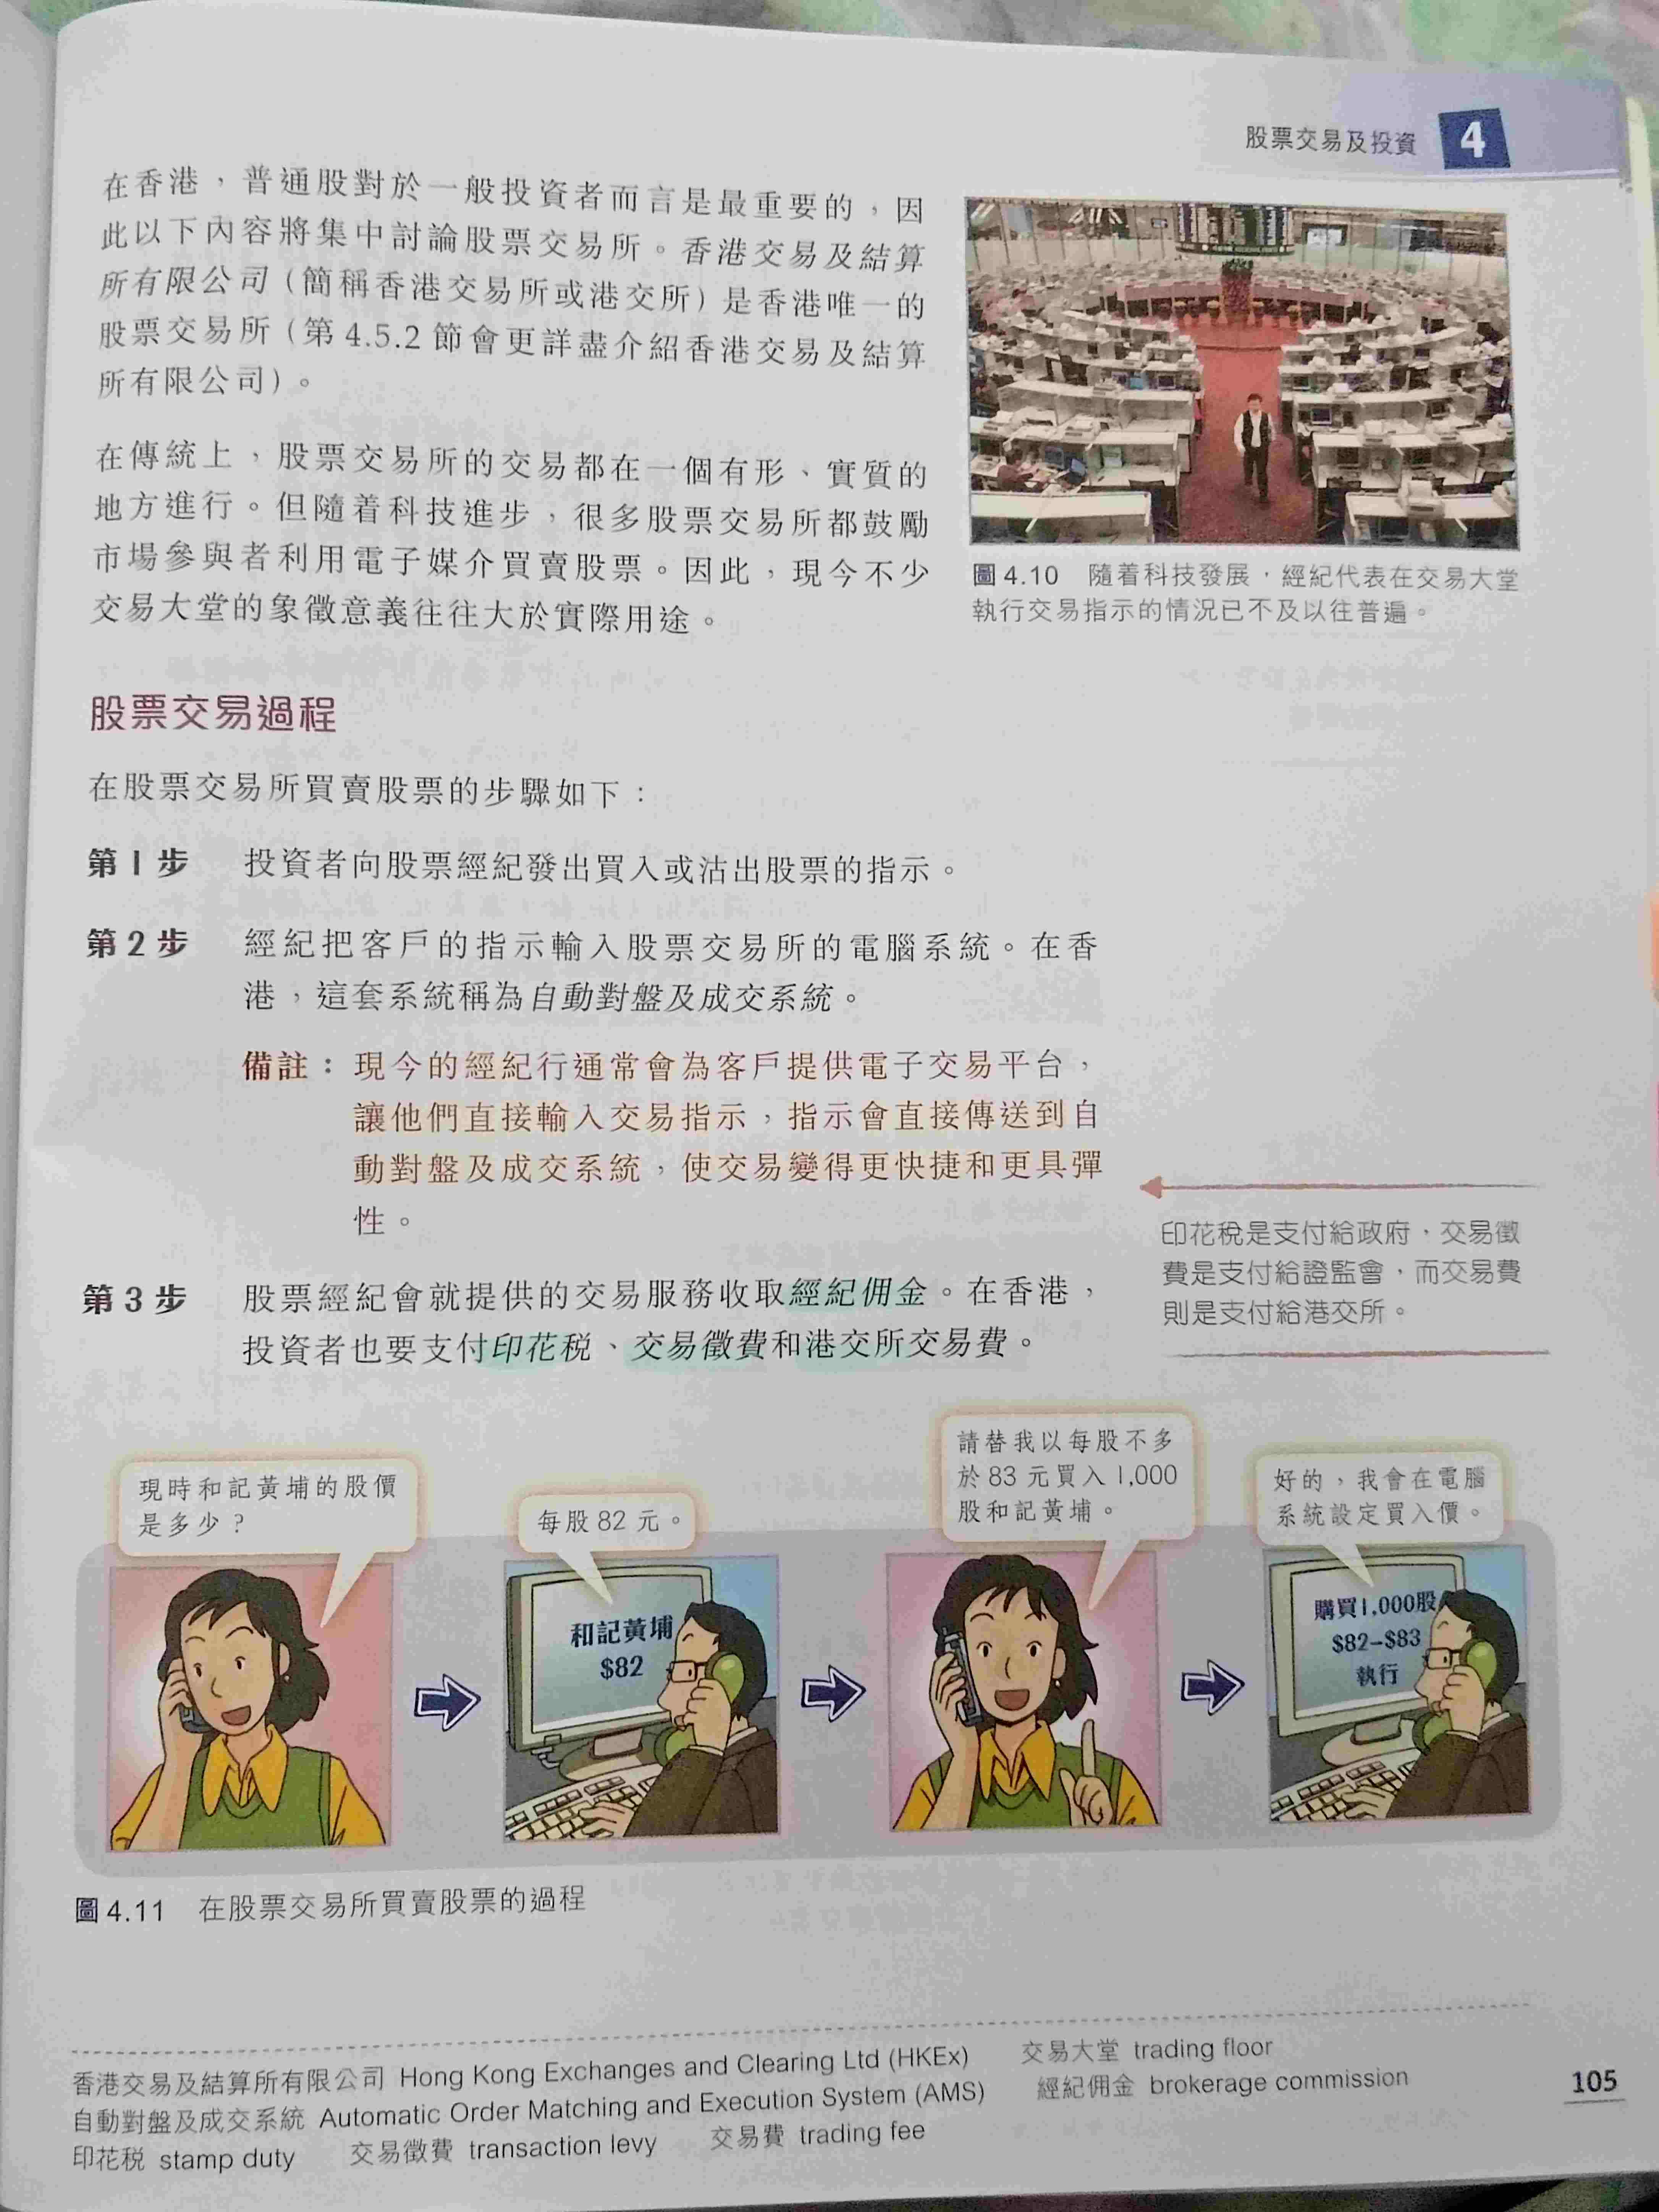 股票交易及投資 4
在香港，普通股對於一般投資者而言是最重要的，因
此以下內容將集中討論股票交易所。香港交易及結算
所有限公司（簡稱香港交易所或港交所）是香港唯一的
股票交易所（第 4.5.2 節會更詳盡介紹香港交易及結算
所有限公司）。
在傳統上，股票交易所的交易都在一個有形、實質的
地方進行。但隨着科技進步，很多股票交易所都鼓勵
市場參與者利用電子媒介買賣股票。因此，現今不少
交易大堂的象徵意義往往大於實際用途。
圖 4.10 隨着科技發展，經紀代表在交易大堂
執行交易指示的情況已不及以往普遍。
股票交易過程
在股票交易所買賣股票的步驟如下：
第 1 步 投資者向股票經紀發出買入或沽出股票的指示。
第 2 步 經紀把客戶的指示輸入股票交易所的電腦系統。在香
港，這套系統稱為自動對盤及成交系統。
備註：現今的經紀行通常會為客戶提供電子交易平台，
讓他們直接輸入交易指示，指示會直接傳送到自
動對盤及成交系統，使交易變得更快捷和更具彈
性。
第 3 步 股票經紀會就提供的交易服務收取經紀佣金。在香港，
投資者也要支付印花税、交易徵費和港交所交易費。
印花稅是支付給政府，交易徵
費是支付給證監會，而交易費
則是支付給港交所。
現時和記黃埔的股價
是多少？
每股 82 元。
請替我以每股不多
於 83 元買入 1,000
股和記黃埔。
好的，我會在電腦
系統設定買入價。
和記黃埔
$82
購買1,000股
$82–$83
執行
圖 4.11 在股票交易所買賣股票的過程
香港交易及結算所有限公司 Hong Kong Exchanges and Clearing Ltd (HKEx) 交易大堂 trading floor
自動對盤及成交系統 Automatic Order Matching and Execution System (AMS) 經紀佣金 brokerage commission
印花税 stamp duty 交易徵費 transaction levy 交易費 trading fee
105